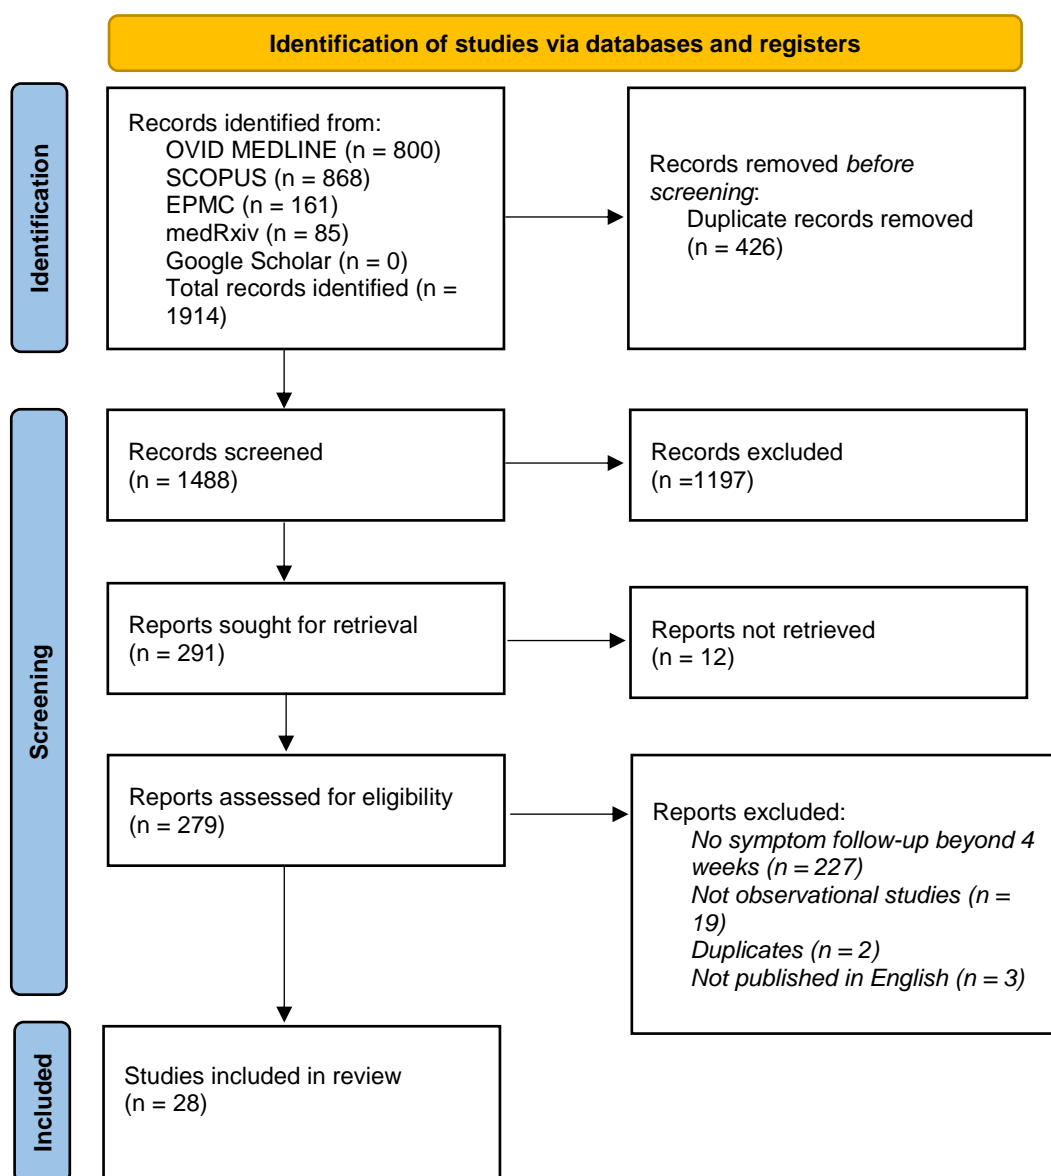 Identification of studies via databases and registers
Identification
Records identified from:
OVID MEDLINE (n = 800)
SCOPUS (n = 868)
EPMC (n = 161)
medRxiv (n = 85)
Google Scholar (n = 0)
Total records identified (n =
1914)
Records removed before
screening:
Duplicate records removed
(n = 426)
Screening
Records screened
(n = 1488)
Records excluded
(n =1197)
Reports sought for retrieval
(n = 291)
Reports not retrieved
(n = 12)
Reports assessed for eligibility
(n = 279)
Reports excluded:
No symptom follow-up beyond 4
weeks (n = 227)
Not observational studies (n =
19)
Duplicates (n = 2)
Not published in English (n = 3)
Included
Studies included in review
(n = 28)